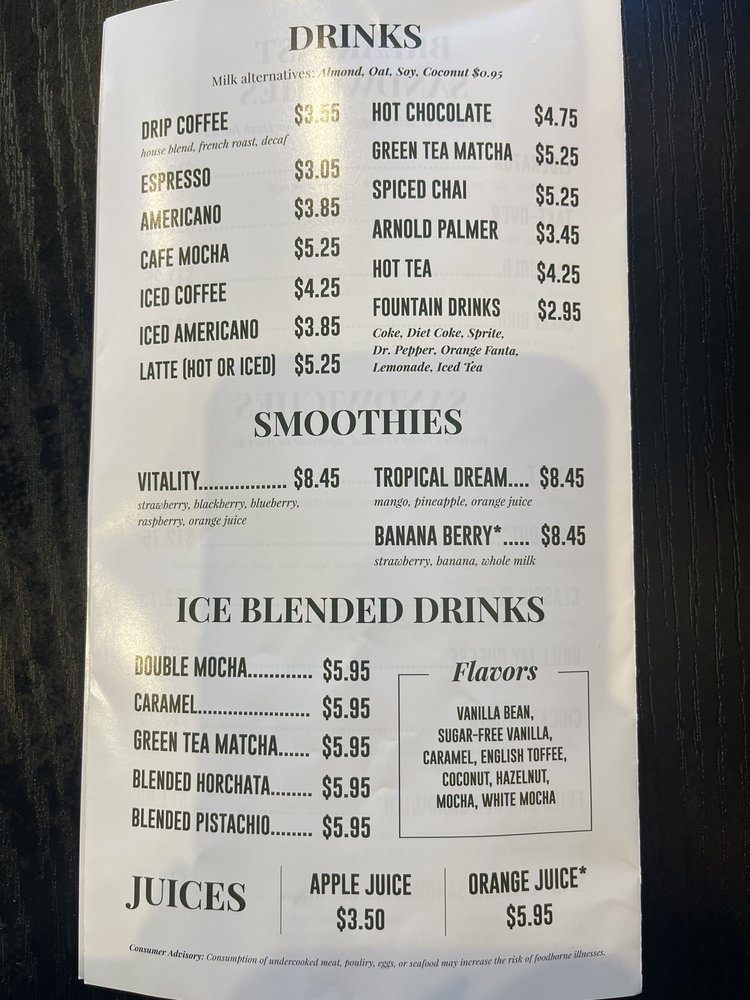 DRINKS
Milk alternatives: Almond, Oat, Soy, Coconut $0.95
DRIP COFFEE $3.55
house blend, french roast, decaf
ESPRESSO $3.05
AMERICANO $3.85
CAFE MOCHA $5.25
ICED COFFEE $4.25
ICED AMERICANO $3.85
LATTE (HOT OR ICED) $5.25
HOT CHOCOLATE $4.75
GREEN TEA MATCHA $5.25
SPICED CHAI $5.25
ARNOLD PALMER $3.45
HOT TEA $4.25
FOUNTAIN DRINKS $2.95
Coke, Diet Coke, Sprite,
Dr. Pepper, Orange Fanta,
Lemonade, Iced Tea
SMOOTHIES
VITALITY................. $8.45
strawberry, blackberry, blueberry,
raspberry, orange juice
TROPICAL DREAM.... $8.45
mango, pineapple, orange juice
BANANA BERRY*..... $8.45
strawberry, banana, whole milk
ICE BLENDED DRINKS
DOUBLE MOCHA............. $5.95
CARAMEL....................... $5.95
GREEN TEA MATCHA...... $5.95
BLENDED HORCHATA........ $5.95
BLENDED PISTACHIO........ $5.95
Flavors
VANILLA BEAN,
SUGAR-FREE VANILLA,
CARAMEL, ENGLISH TOFFEE,
COCONUT, HAZELNUT,
MOCHA, WHITE MOCHA
JUICES
APPLE JUICE
$3.50
ORANGE JUICE*
$5.95
Consumer Advisory: Consumption of undercooked meat, poultry, eggs, or seafood may increase the risk of foodborne illnesses.